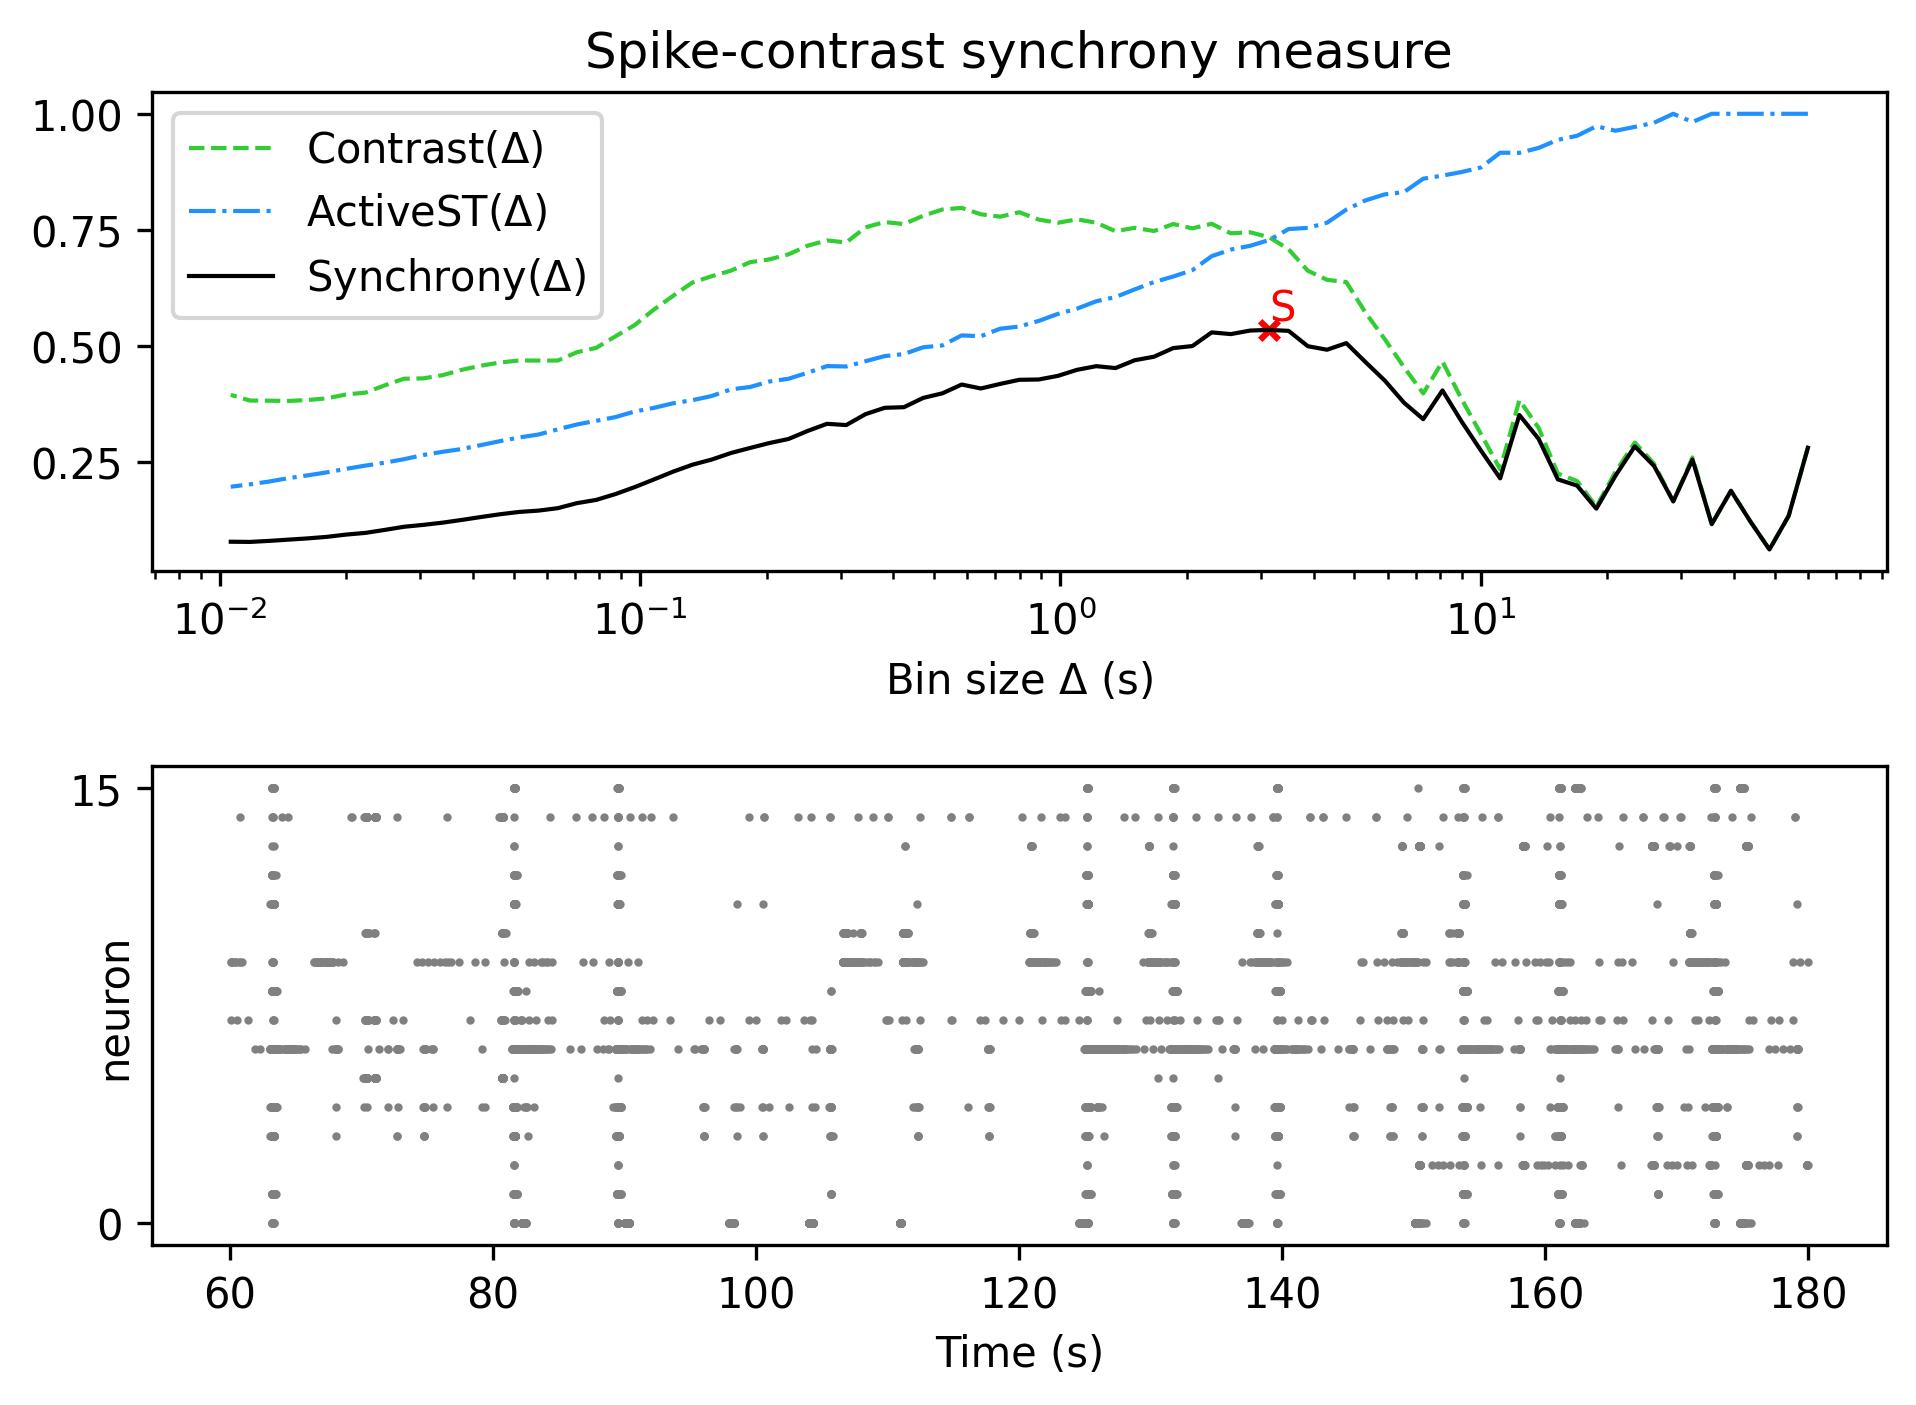 Spike-contrast synchrony measure
1.00
0.75
0.50
0.25
Contrast(Δ)
ActiveST(Δ)
Synchrony(Δ)
S
10⁻² 10⁻¹ 10⁰ 10¹
Bin size Δ (s)
15
0
neuron
60 80 100 120 140 160 180
Time (s)